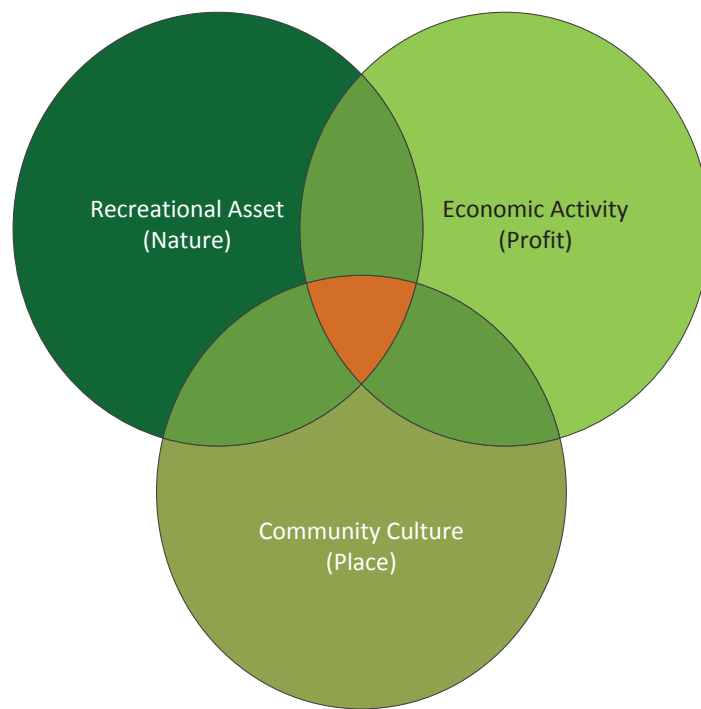 Recreational Asset
(Nature)
Economic Activity
(Profit)
Community Culture
(Place)